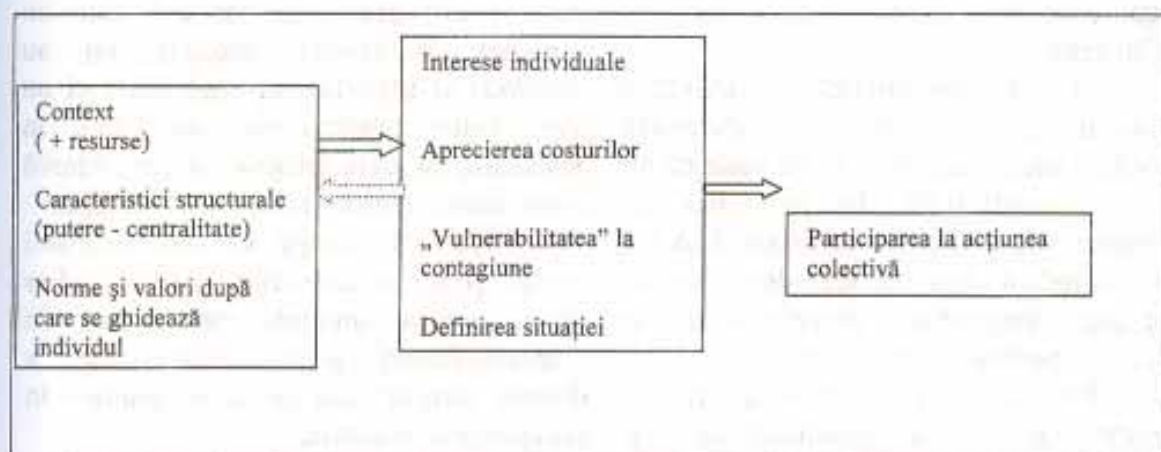 Context
( + resurse)
Caracteristici structurale
(putere - centralitate)
Norme şi valori după
care se ghidează
individul
Interese individuale
Aprecierea costurilor
„Vulnerabilitatea” la
contagiune
Definirea situaţiei
Participarea la acţiunea
colectivă